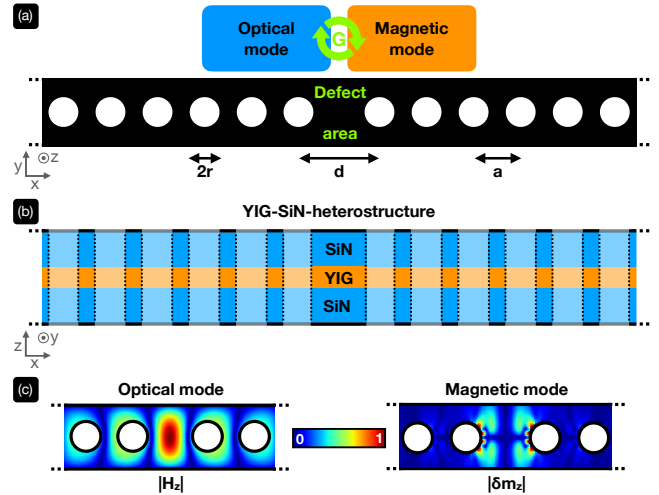 (a)
Optical mode
G
Magnetic mode
Defect area
y
z
x
2r
d
a
(b)
YIG-SiN-heterostructure
SiN
YIG
SiN
z
y
x
(c)
Optical mode
Magnetic mode
0
1
|Hz|
|δmz|